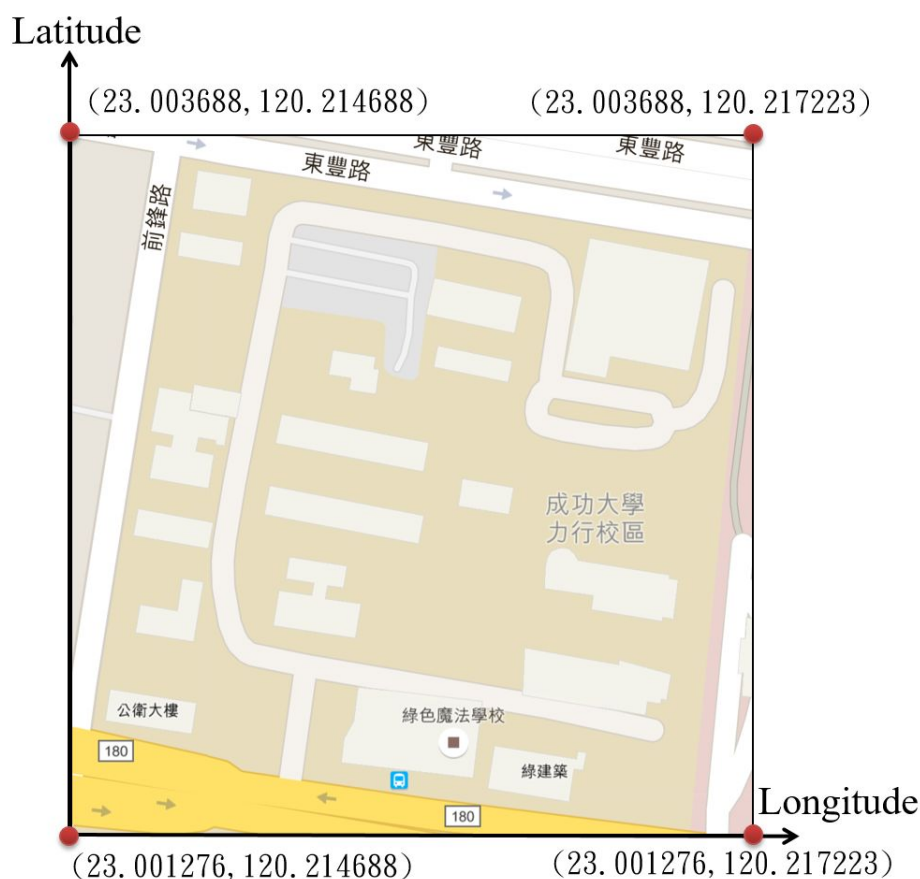 Latitude
(23.003688, 120.214688)
(23.003688, 120.217223)
東豐路
東豐路
東豐路
前鋒路
成功大學
力行校區
公衛大樓
綠色魔法學校
綠建築
180
180
Longitude
(23.001276, 120.214688)
(23.001276, 120.217223)